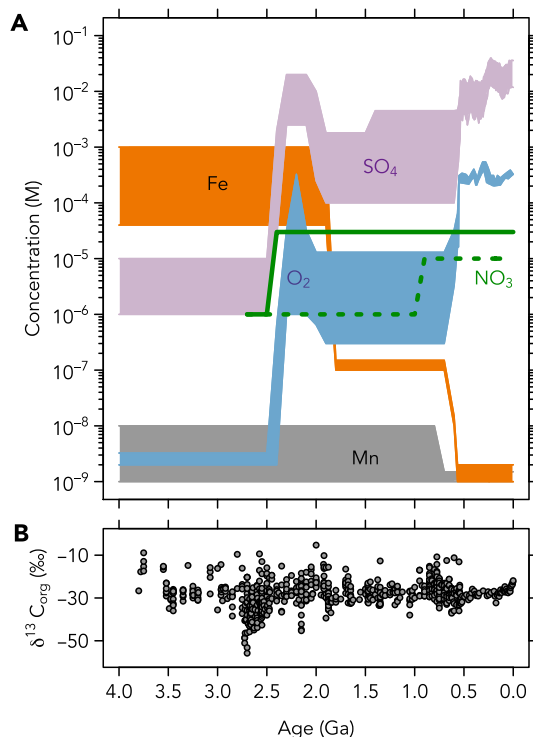 A
10⁻¹
10⁻²
10⁻³
10⁻⁴
10⁻⁵
10⁻⁶
10⁻⁷
10⁻⁸
10⁻⁹
Concentration (M)
Fe
SO₄
O₂
NO₃
Mn
B
−10
−30
−50
δ¹³ C_org (‰)
4.0 3.5 3.0 2.5 2.0 1.5 1.0 0.5 0.0
Age (Ga)